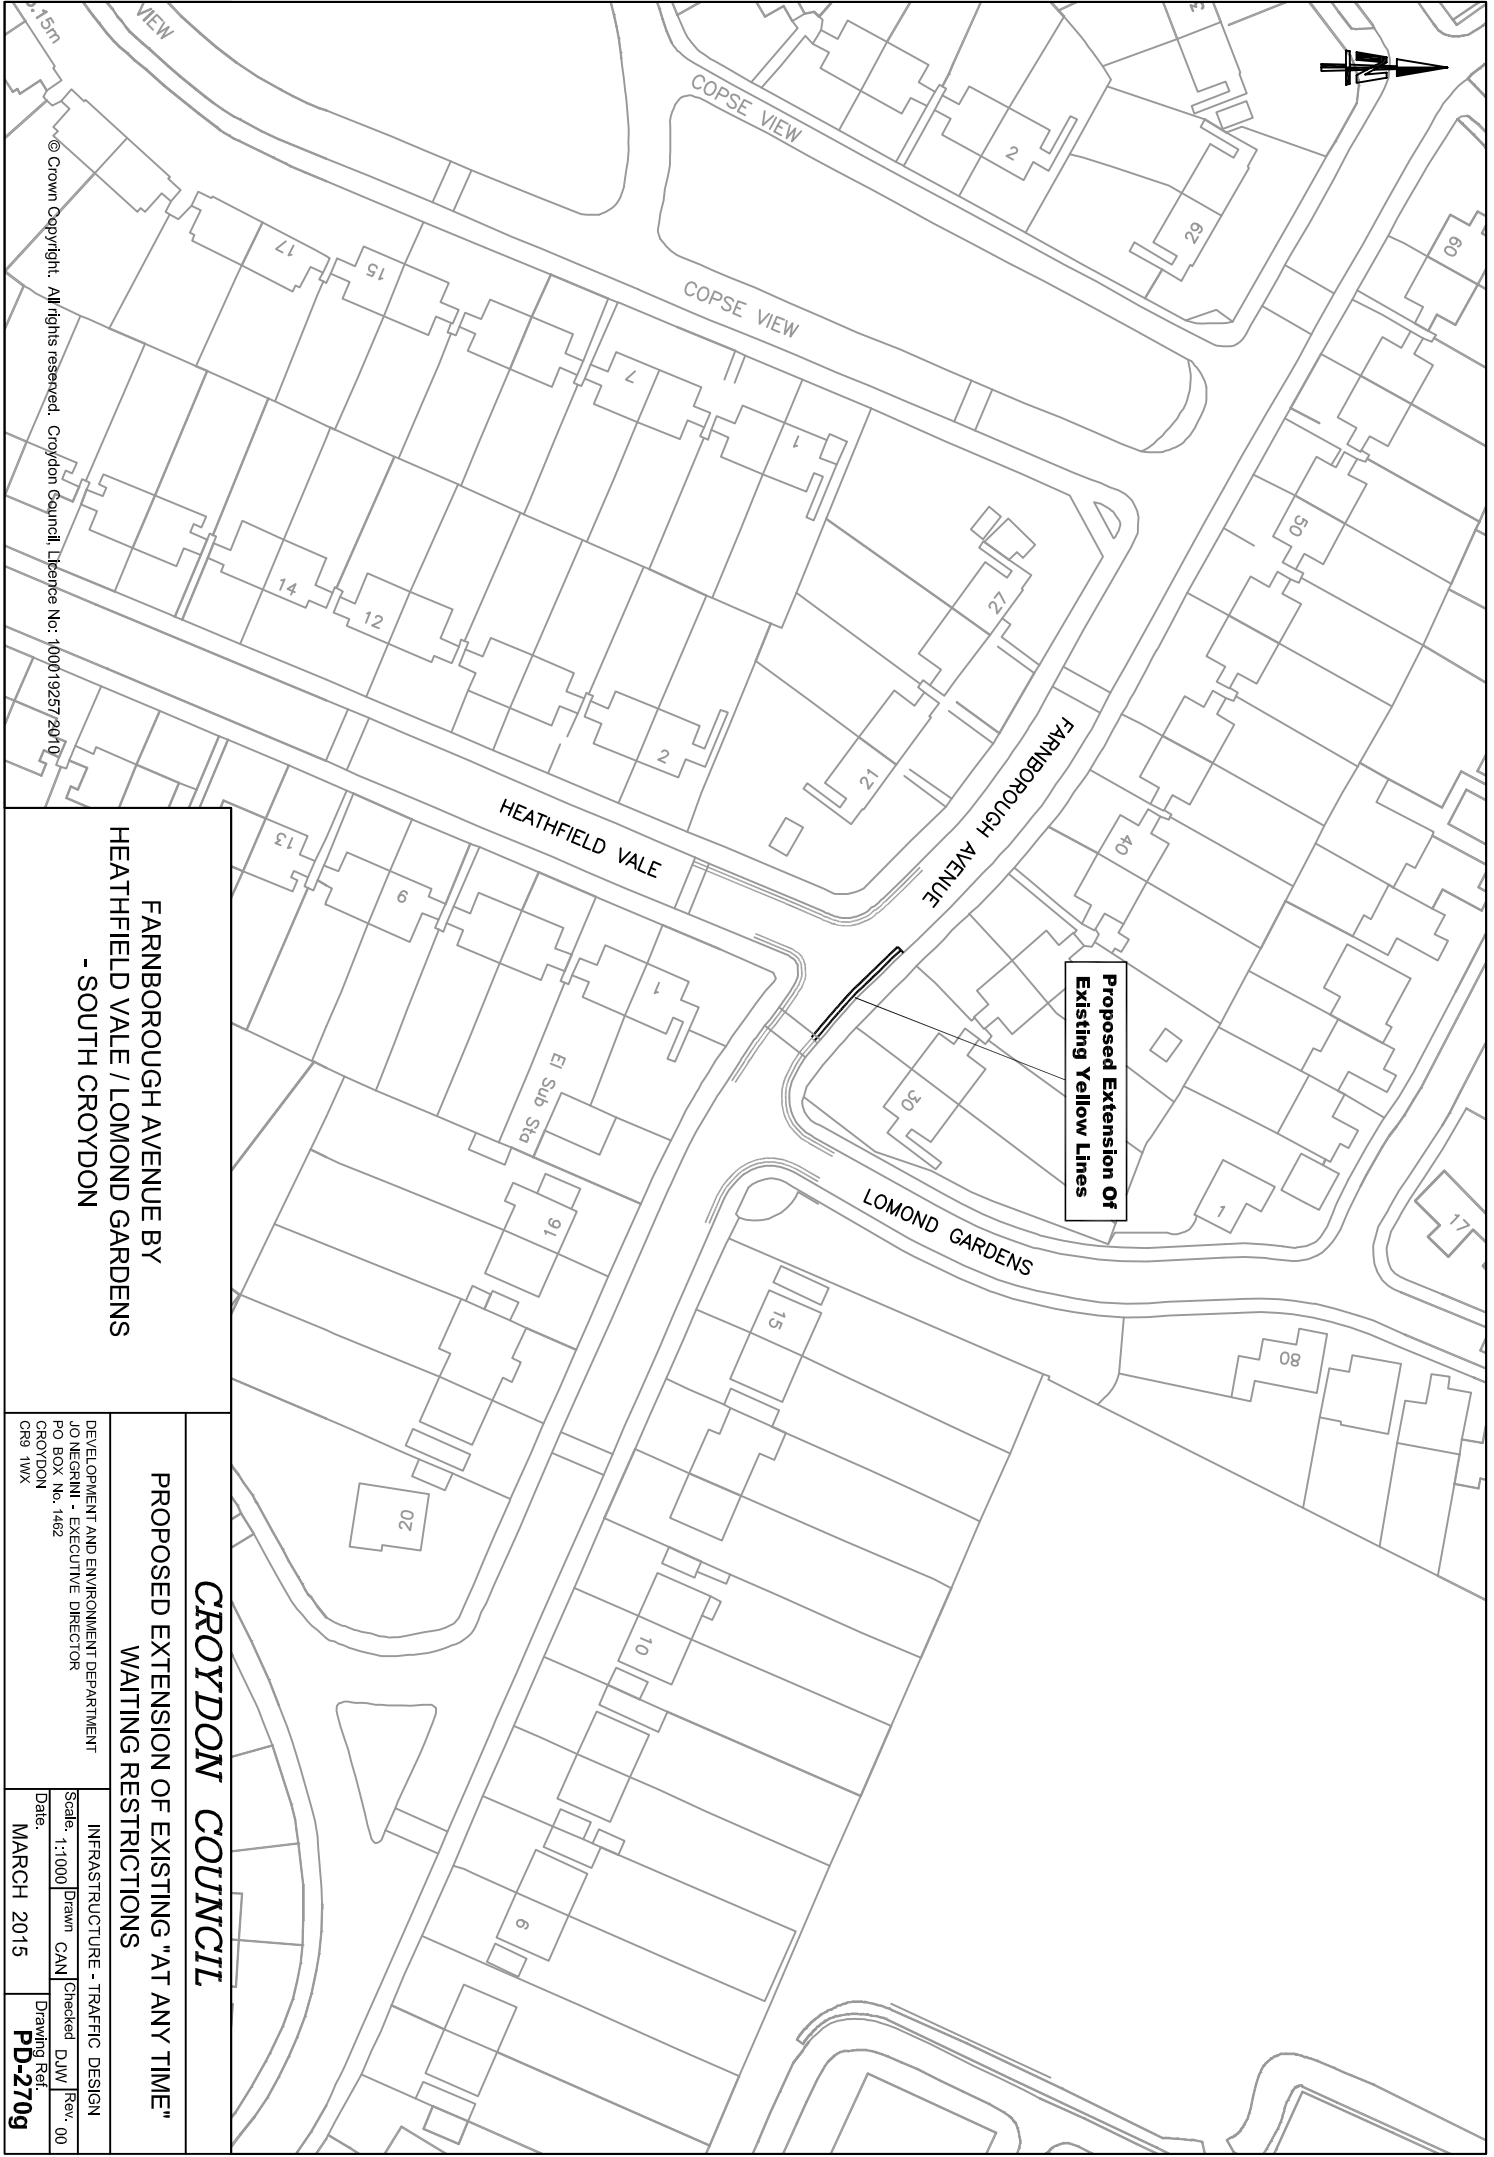 N
COPSE VIEW
COPSE VIEW
VIEW
.15m
2
29
60
50
40
30
27
21
17
15
7
1
14
12
2
13
9
1
El Sub Sta
16
20
15
10
6
1
17
80
FARNBOROUGH AVENUE
HEATHFIELD VALE
LOMOND GARDENS
Proposed Extension Of
Existing Yellow Lines
© Crown Copyright. All rights reserved. Croydon Council, Licence No: 100019257 2010
FARNBOROUGH AVENUE BY
HEATHFIELD VALE / LOMOND GARDENS
- SOUTH CROYDON
CROYDON COUNCIL
PROPOSED EXTENSION OF EXISTING "AT ANY TIME"
WAITING RESTRICTIONS
DEVELOPMENT AND ENVIRONMENT DEPARTMENT
JO NEGRINI - EXECUTIVE DIRECTOR
PO BOX No. 1462
CROYDON
CR9 1WX
INFRASTRUCTURE - TRAFFIC DESIGN
Scale. 1:1000 Drawn CAN Checked DJW Rev. 00
Date. MARCH 2015
Drawing Ref. PD-270g